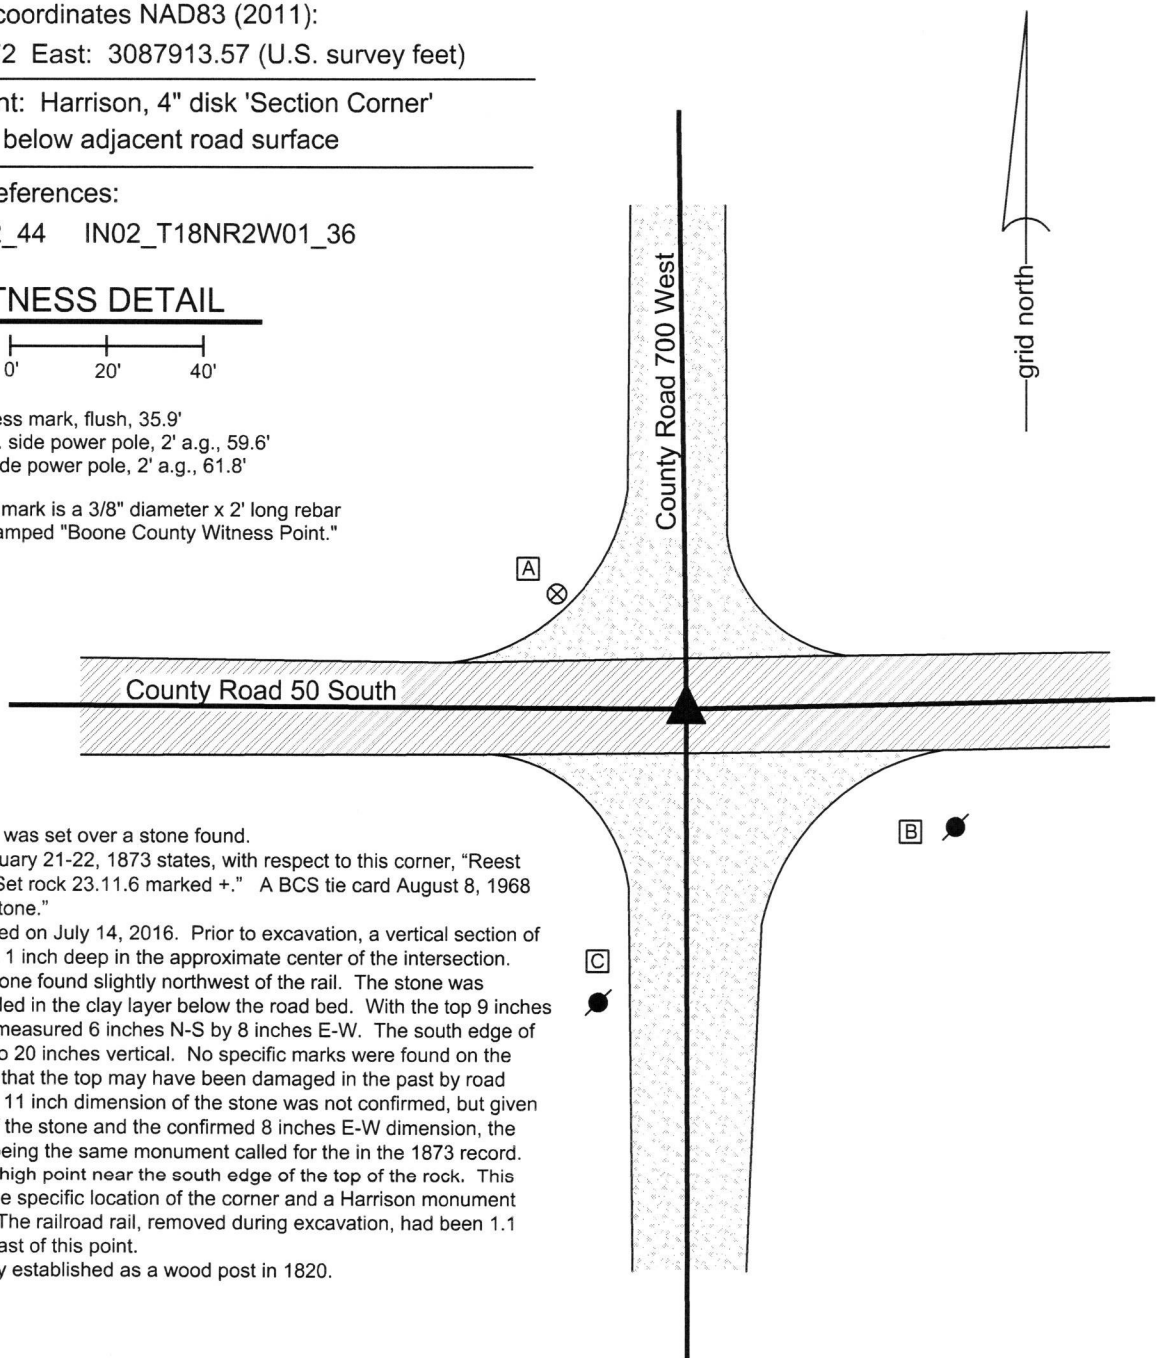 coordinates NAD83 (2011):
2 East: 3087913.57 (U.S. survey feet)
nt: Harrison, 4" disk 'Section Corner'
below adjacent road surface
eferences:
_44 IN02_T18NR2W01_36
TNESS DETAIL
0' 20' 40'
ess mark, flush, 35.9'
. side power pole, 2' a.g., 59.6'
de power pole, 2' a.g., 61.8'
mark is a 3/8" diameter x 2' long rebar
amped "Boone County Witness Point."
grid north
County Road 700 West
A
County Road 50 South
B
C
was set over a stone found.
uary 21-22, 1873 states, with respect to this corner, "Reest
Set rock 23.11.6 marked +." A BCS tie card August 8, 1968
tone."
ed on July 14, 2016. Prior to excavation, a vertical section of
1 inch deep in the approximate center of the intersection.
one found slightly northwest of the rail. The stone was
led in the clay layer below the road bed. With the top 9 inches
measured 6 inches N-S by 8 inches E-W. The south edge of
o 20 inches vertical. No specific marks were found on the
that the top may have been damaged in the past by road
11 inch dimension of the stone was not confirmed, but given
the stone and the confirmed 8 inches E-W dimension, the
eing the same monument called for the in the 1873 record.
high point near the south edge of the top of the rock. This
e specific location of the corner and a Harrison monument
The railroad rail, removed during excavation, had been 1.1
ast of this point.
y established as a wood post in 1820.